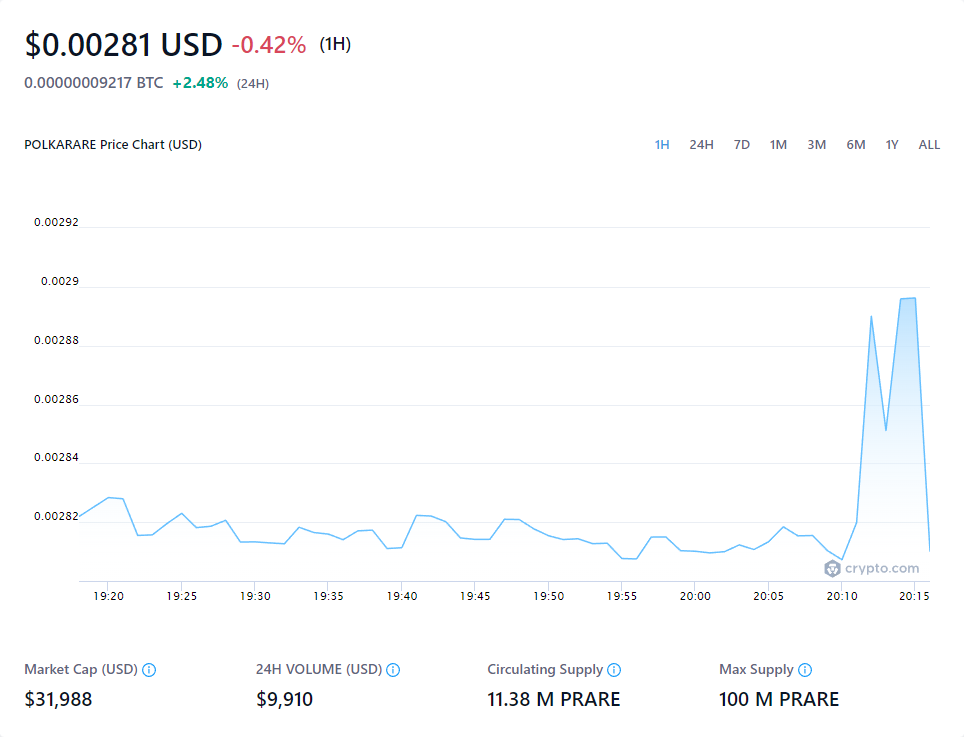 $0.00281 USD -0.42% (1H)
0.00000009217 BTC +2.48% (24H)
POLKARARE Price Chart (USD) 1H 24H 7D 1M 3M 6M 1Y ALL
0.00292
0.0029
0.00288
0.00286
0.00284
0.00282
crypto.com
19:20 19:25 19:30 19:35 19:40 19:45 19:50 19:55 20:00 20:05 20:10 20:15
Market Cap (USD) 24H VOLUME (USD) Circulating Supply Max Supply
$31,988 $9,910 11.38 M PRARE 100 M PRARE